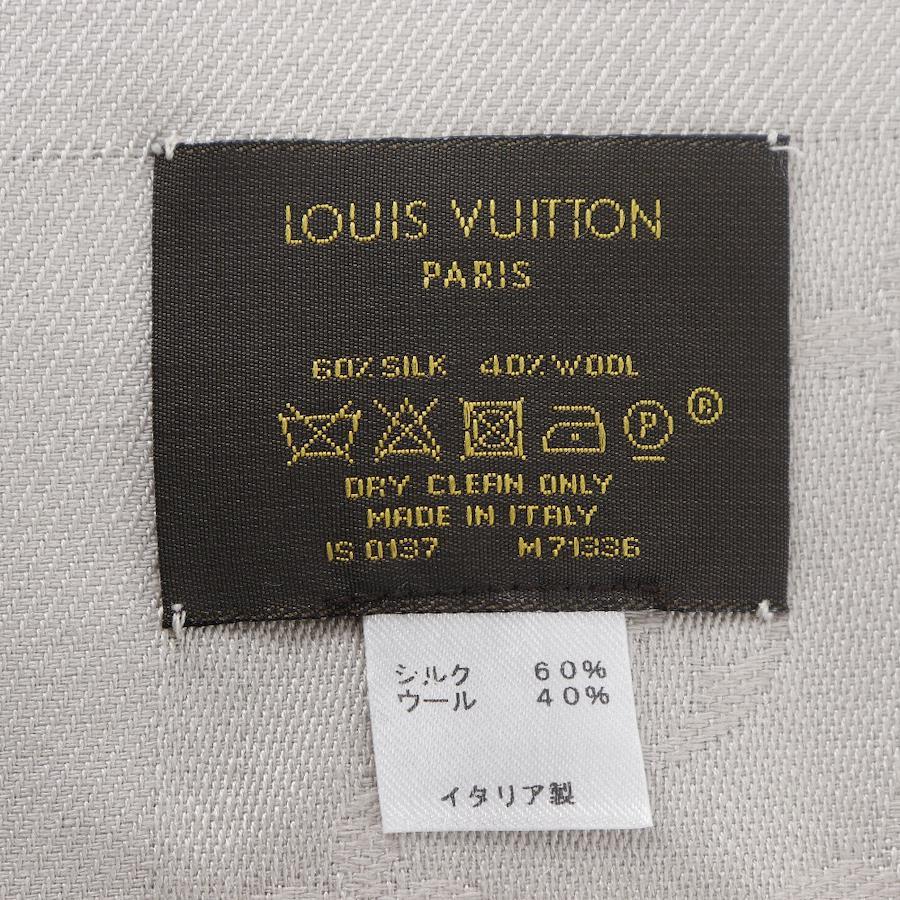 LOUIS VUITTON
PARIS
60% SILK 40% WOOL
P R
DRY CLEAN ONLY
MADE IN ITALY
IS 0137 M71336
シルク 60%
ウール 40%
イタリア製